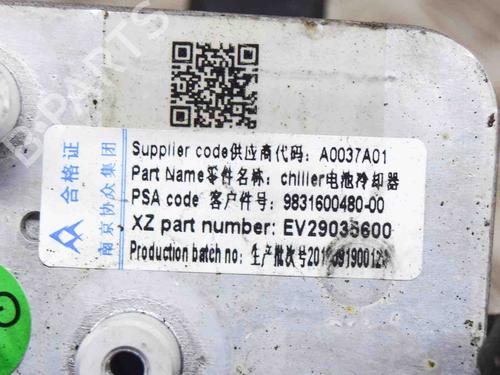 B-PARTS
合格证
南京协众集团
Supplier code供应商代码: A0037A01
Part Name零件名称: chiller电池冷却器
PSA code 客户件号: 9831600480-00
XZ part number: EV29035600
Production batch no: 生产批次号